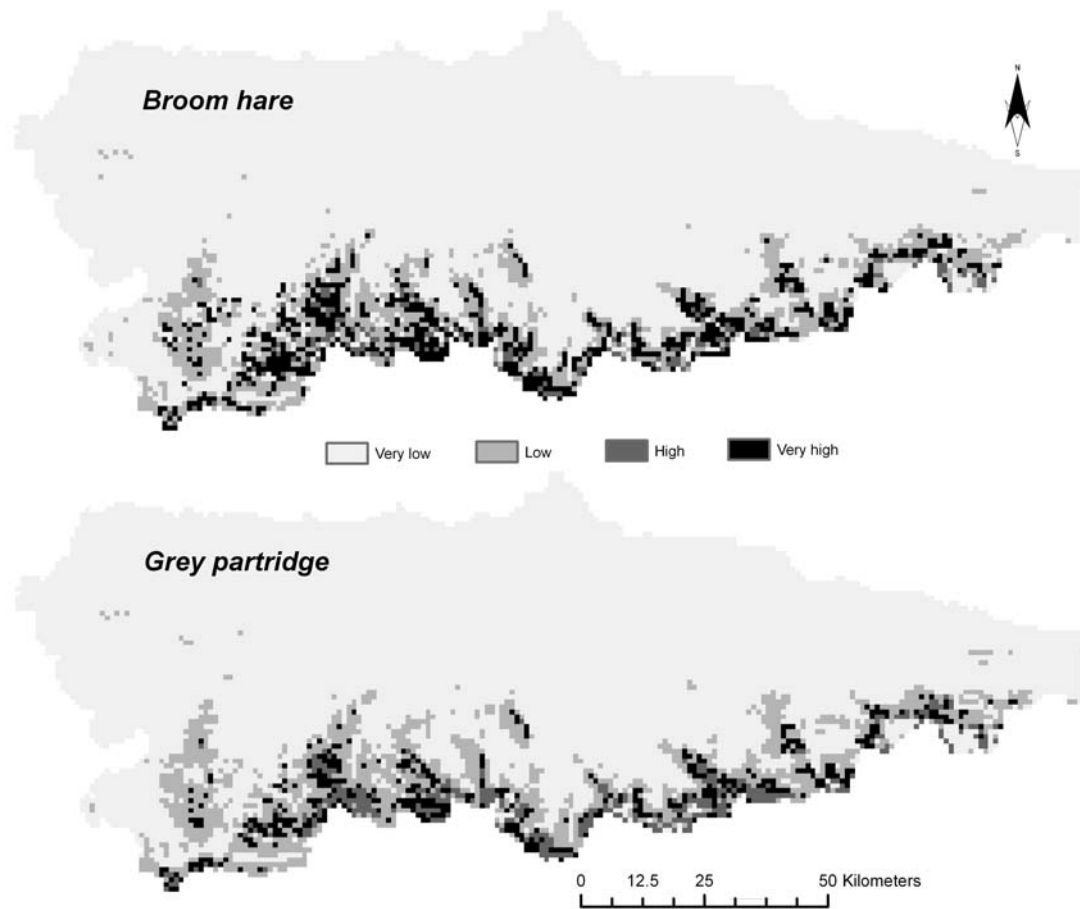 Broom hare
N
S
Very low Low High Very high
Grey partridge
0 12.5 25 50 Kilometers